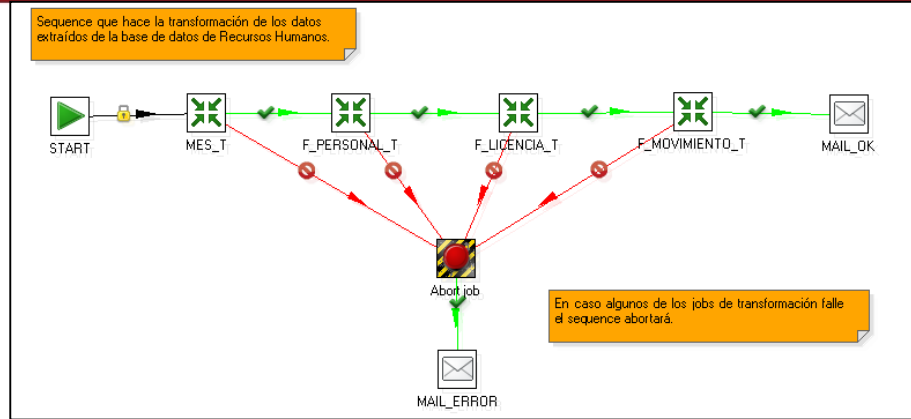 Sequence que hace la transformación de los datos
extraídos de la base de datos de Recursos Humanos.
START
MES_T
F_PERSONAL_T
F_LICENCIA_T
F_MOVIMIENTO_T
MAIL_OK
Abort job
En caso algunos de los jobs de transformación falle
el sequence abortará.
MAIL_ERROR